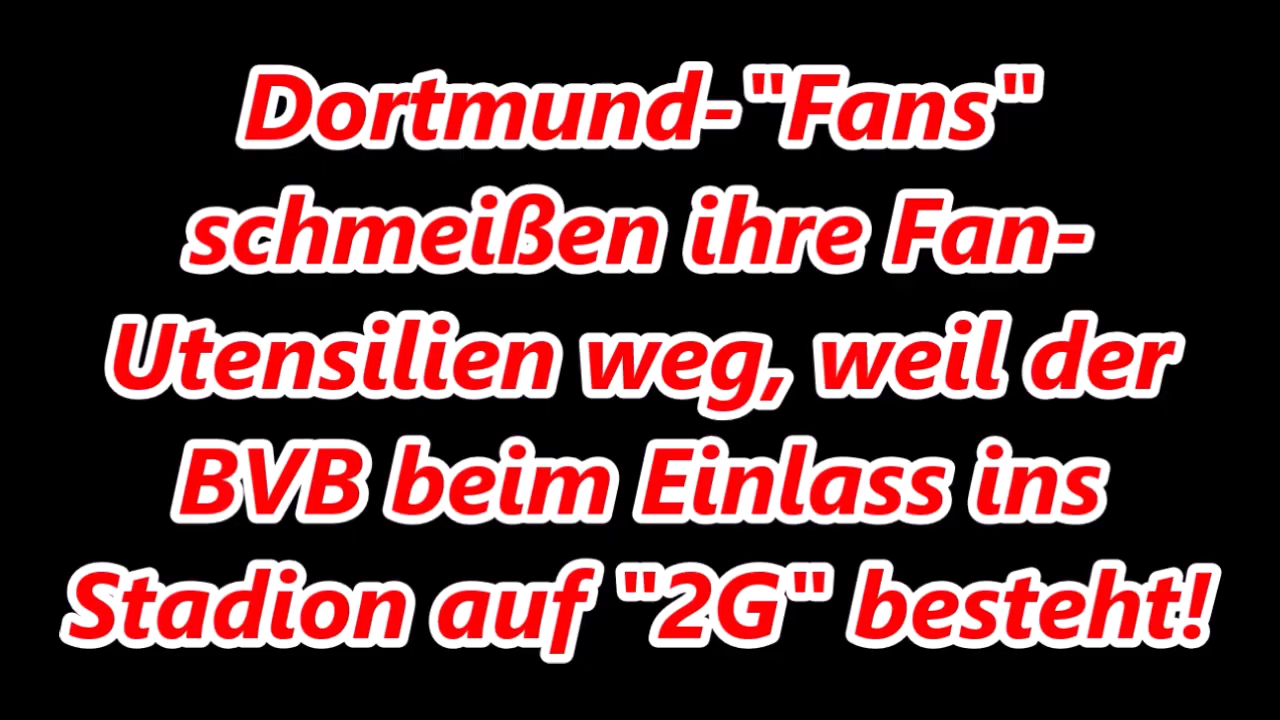 Dortmund-"Fans"
schmeißen ihre Fan-
Utensilien weg, weil der
BVB beim Einlass ins
Stadion auf "2G" besteht!